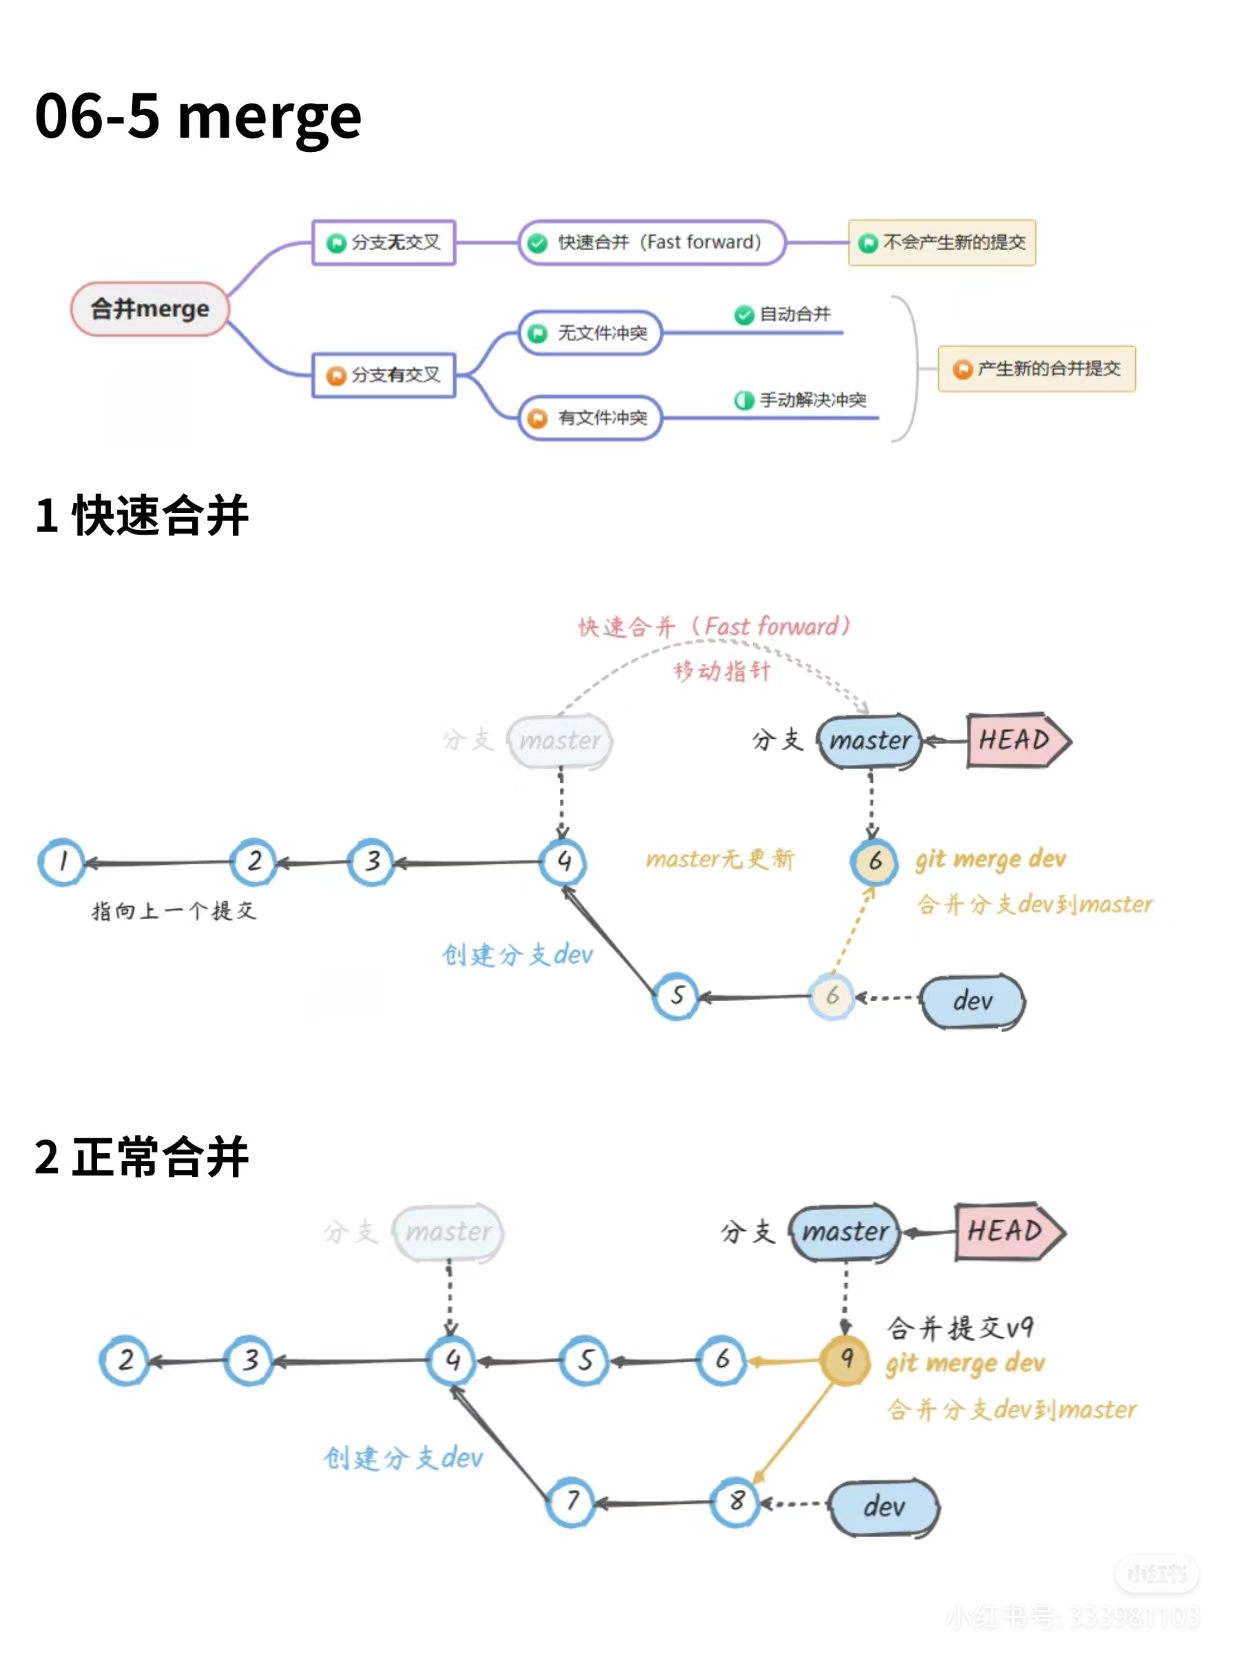 06-5 merge
分支无交叉
快速合并（Fast forward）
不会产生新的提交
合并merge
分支有交叉
无文件冲突
自动合并
有文件冲突
手动解决冲突
产生新的合并提交
1 快速合并
快速合并（Fast forward）
移动指针
分支 master
分支 master
HEAD
1
2
3
4
master无更新
6
git merge dev
指向上一个提交
合并分支dev到master
创建分支dev
5
6
dev
2 正常合并
分支 master
分支 master
HEAD
合并提交v9
2
3
4
5
6
9
git merge dev
合并分支dev到master
创建分支dev
7
8
dev
小红书
小红书号: 333981103